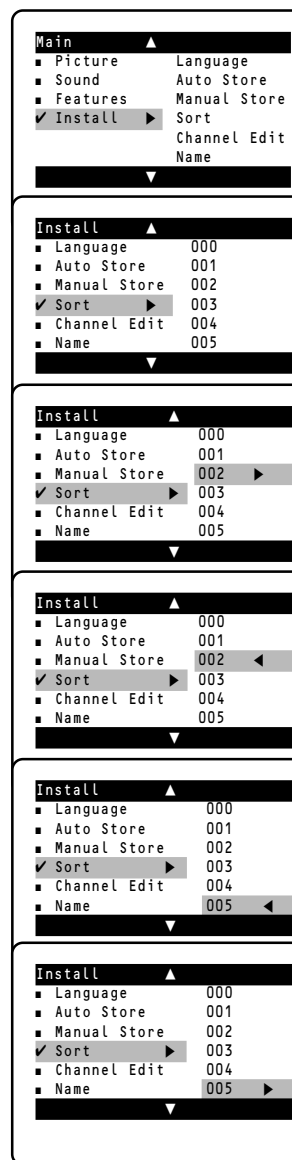 Main ▲
▪ Picture Language
▪ Sound Auto Store
▪ Features Manual Store
✔ Install ▶ Sort
Channel Edit
Name
▼
Install ▲
▪ Language 000
▪ Auto Store 001
▪ Manual Store 002
✔ Sort ▶ 003
▪ Channel Edit 004
▪ Name 005
▼
Install ▲
▪ Language 000
▪ Auto Store 001
▪ Manual Store 002 ▶
✔ Sort ▶ 003
▪ Channel Edit 004
▪ Name 005
▼
Install ▲
▪ Language 000
▪ Auto Store 001
▪ Manual Store 002 ◀
✔ Sort ▶ 003
▪ Channel Edit 004
▪ Name 005
▼
Install ▲
▪ Language 000
▪ Auto Store 001
▪ Manual Store 002
✔ Sort ▶ 003
▪ Channel Edit 004
▪ Name 005 ◀
▼
Install ▲
▪ Language 000
▪ Auto Store 001
▪ Manual Store 002
✔ Sort ▶ 003
▪ Channel Edit 004
▪ Name 005 ▶
▼